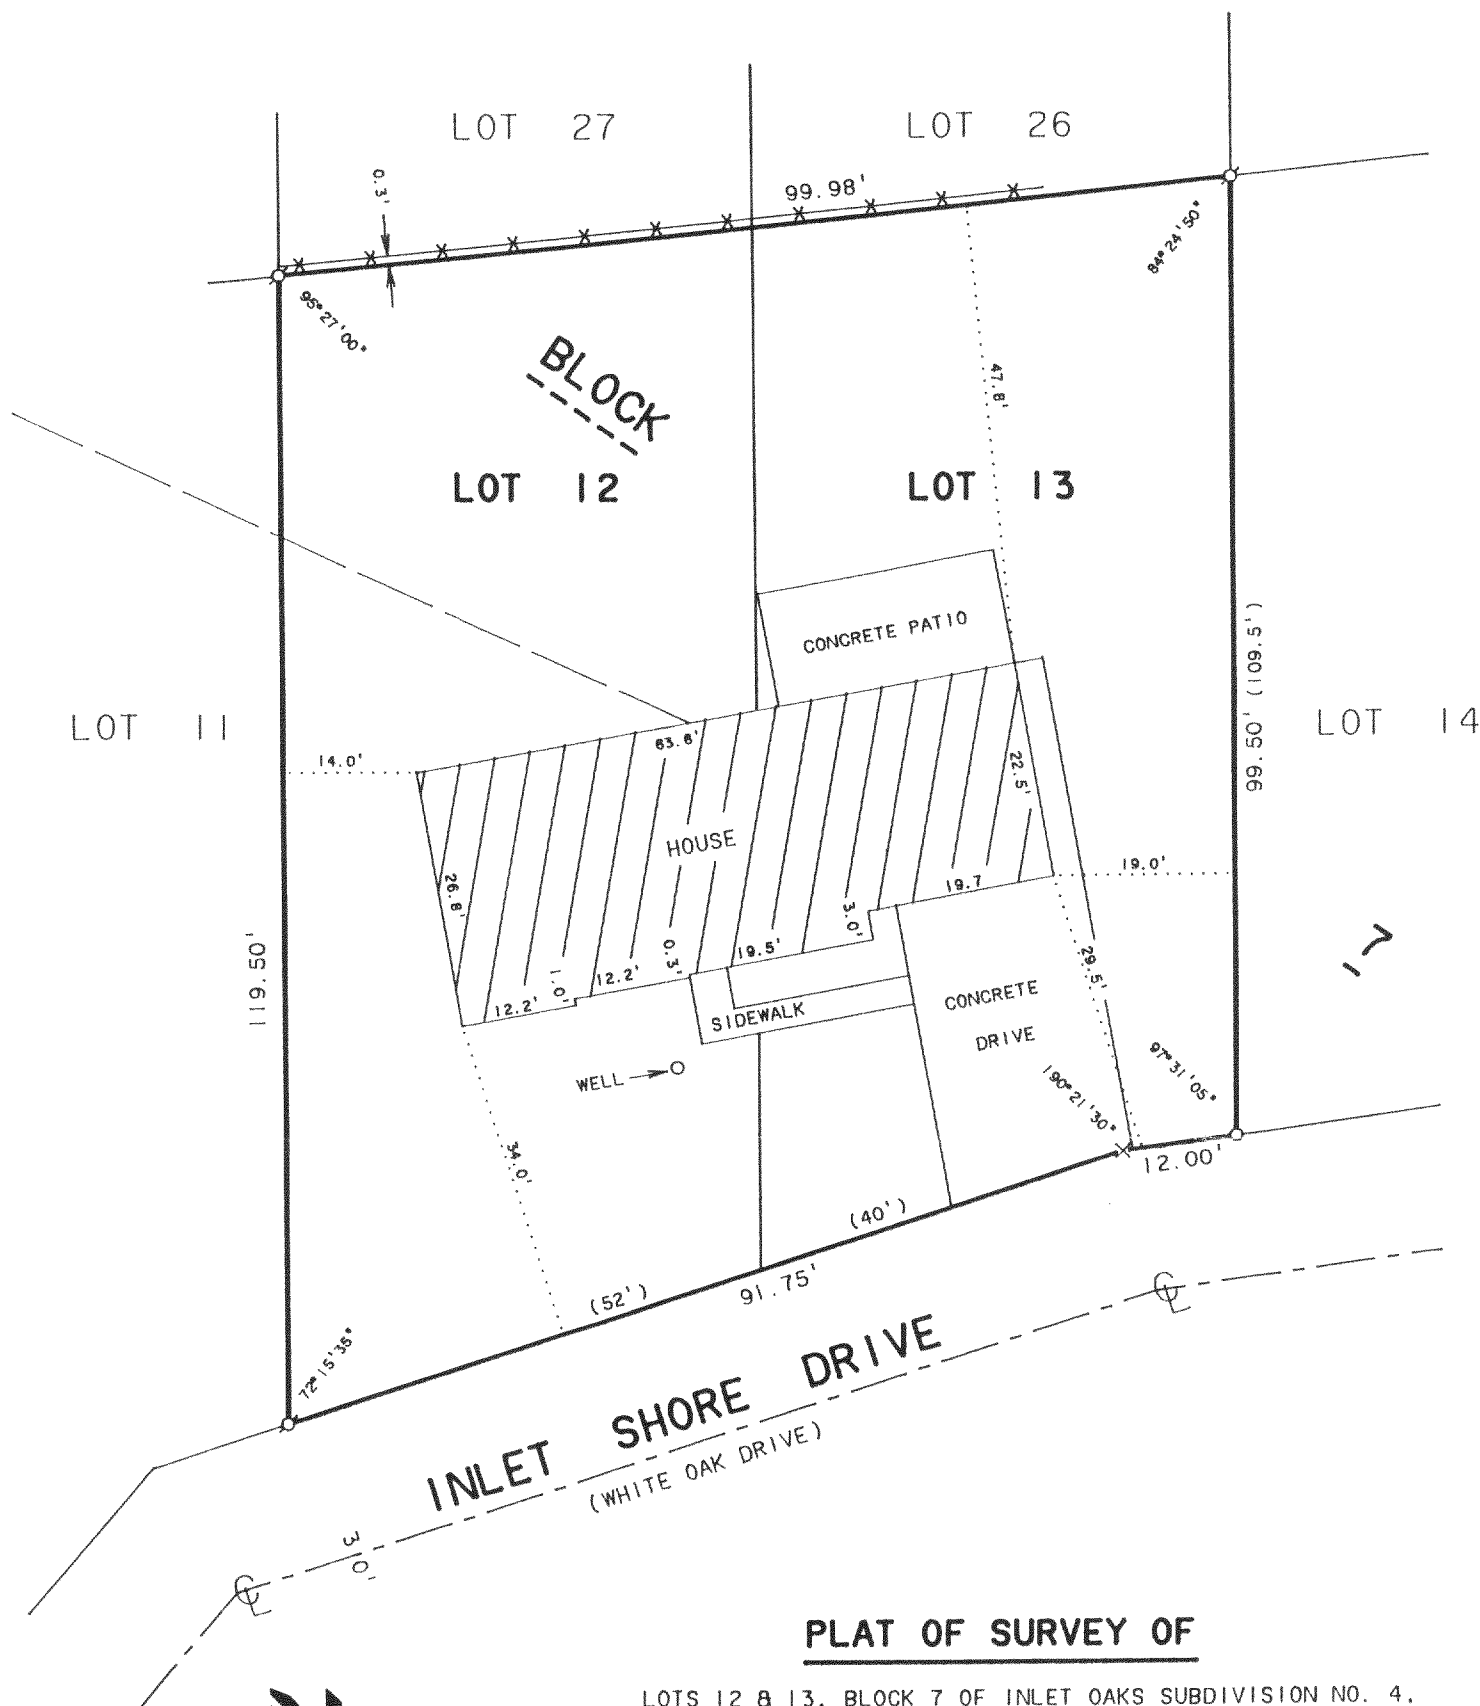 LOT 27
LOT 26
0.3'
99.98'
95°27'00"
84°24'50"
BLOCK
47.8'
LOT 12
LOT 13
CONCRETE PATIO
99.50' (109.5')
LOT 11
LOT 14
14.0'
63.6'
22.5'
HOUSE
19.0'
26.8'
19.7
3.0'
119.50'
0.3'
19.5'
7
12.2'
1.0'
12.2'
29.5'
CONCRETE
DRIVE
SIDEWALK
WELL
190°21'30"
97°31'05"
34.0'
12.00'
(40')
(52')
91.75'
72°15'35"
INLET SHORE DRIVE
(WHITE OAK DRIVE)
30'
PLAT OF SURVEY OF
LOTS 12 & 13, BLOCK 7 OF INLET OAKS SUBDIVISION NO. 4,